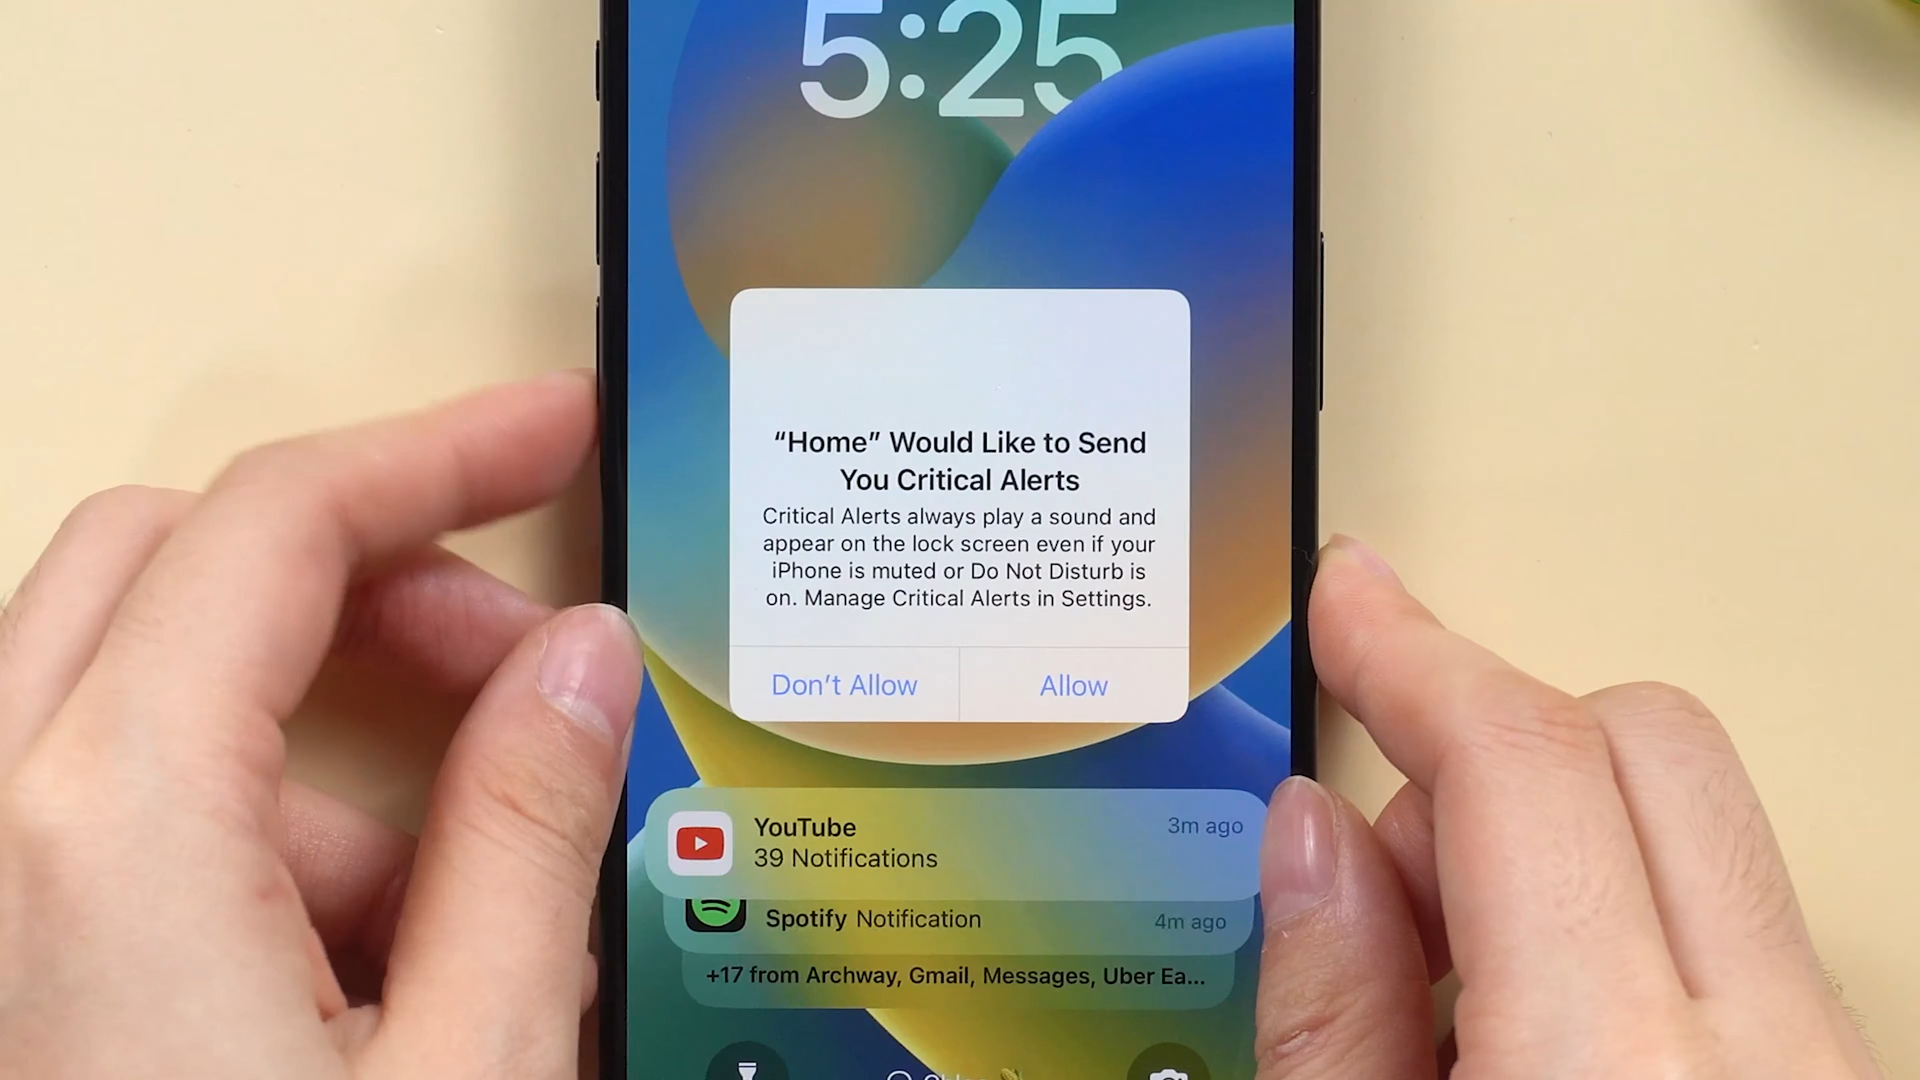 5:25
“Home” Would Like to Send
You Critical Alerts
Critical Alerts always play a sound and
appear on the lock screen even if your
iPhone is muted or Do Not Disturb is
on. Manage Critical Alerts in Settings.
Don’t Allow
Allow
YouTube
3m ago
39 Notifications
Spotify Notification
4m ago
+17 from Archway, Gmail, Messages, Uber Ea...